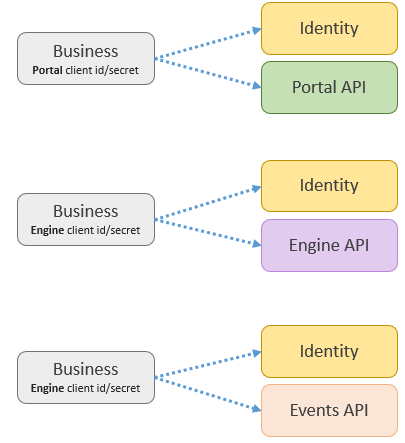 Identity
Business
Portal client id/secret
Portal API
Identity
Business
Engine client id/secret
Engine API
Identity
Business
Engine client id/secret
Events API